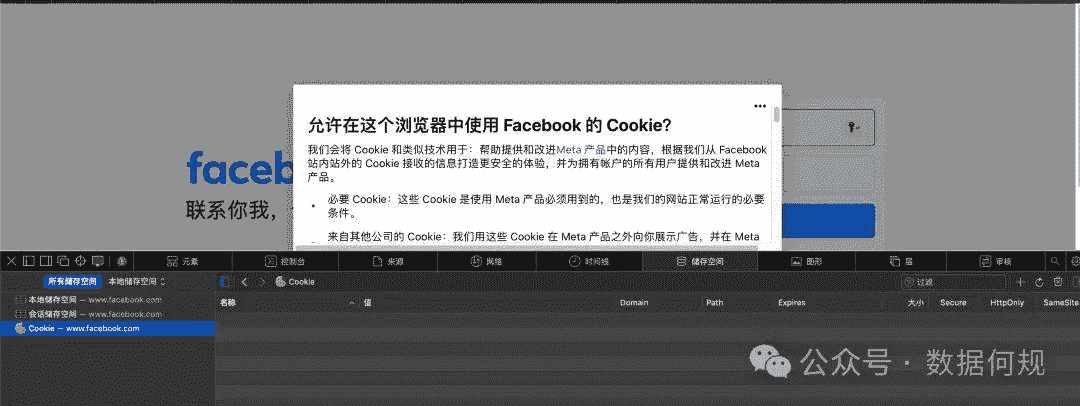 允许在这个浏览器中使用 Facebook 的 Cookie？
我们会将 Cookie 和类似技术用于：帮助提供和改进Meta 产品中的内容，根据我们从 Facebook
站内站外的 Cookie 接收的信息打造更安全的体验，并为拥有帐户的所有用户提供和改进 Meta
产品。
• 必要 Cookie：这些 Cookie 是使用 Meta 产品必须用到的，也是我们的网站正常运行的必要
条件。
来自其他公司的 Cookie：我们用这些 Cookie 在 Meta 产品之外向你展示广告，并在 Meta
faceb
联系你我，
元素 控制台 来源 网络 时间线 储存空间 图形 层 审核
所有储存空间 本地储存空间 Cookie 过滤
本地储存空间 — www.facebook.com
会话储存空间 — www.facebook.com
Cookie — www.facebook.com
名称 值 Domain Path Expires 大小 Secure HttpOnly SameSite
公众号 · 数据何规